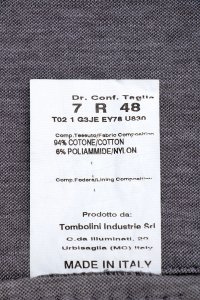 Dr. Conf. Taglia
7 R 48
T02 1 G3JE EY78 U830
Comp.Tessuto/Fabric Composition
94% COTONE/COTTON
6% POLIAMMIDE/NYLON
Comp.Fodera/Lining Composition
Prodotto da:
Tombolini Industrie Srl
C.da Illuminati, 20
Urbisaglia (MC) Italy
MADE IN ITALY